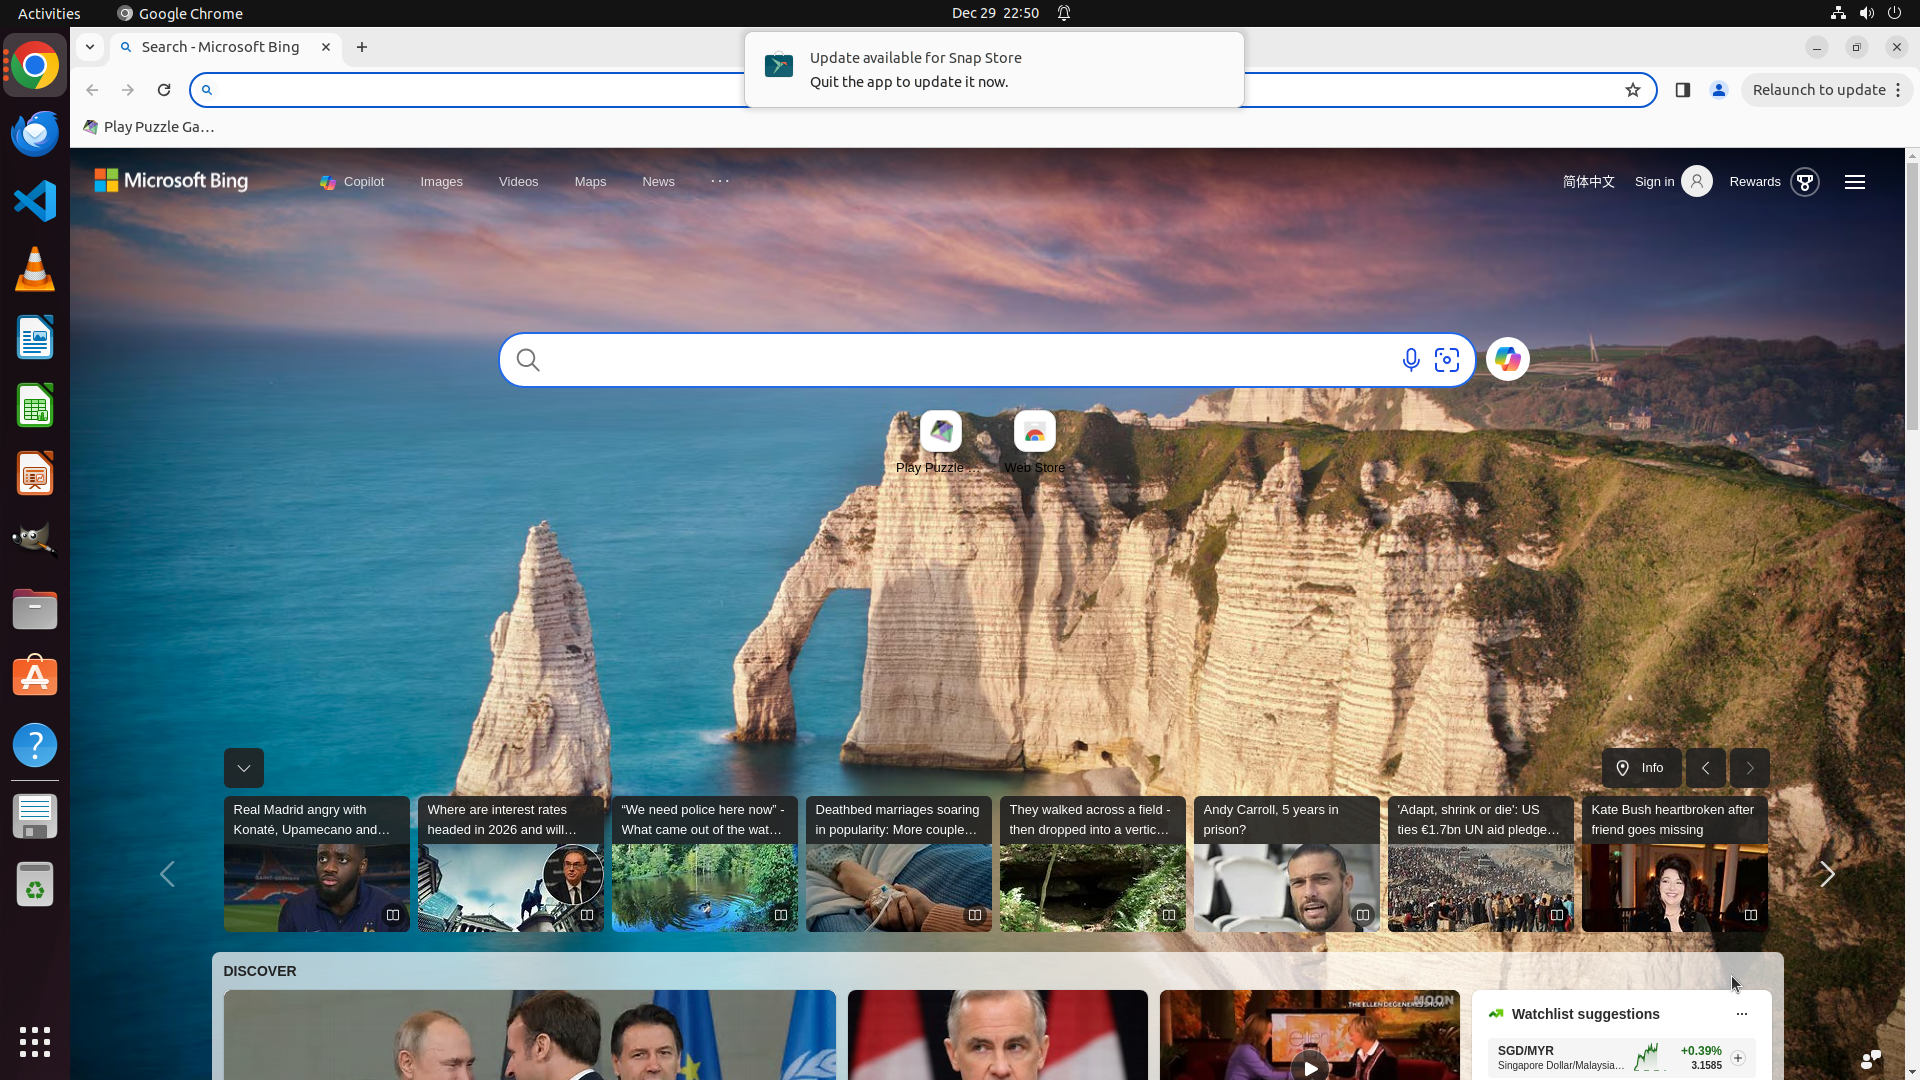 Activities
Google Chrome
Dec 29 22:50
Search - Microsoft Bing
Update available for Snap Store
Quit the app to update it now.
Relaunch to update
Play Puzzle Ga…
Microsoft Bing
Copilot
Images
Videos
Maps
News
简体中文
Sign in
Rewards
Play Puzzle ...
Web Store
Info
Real Madrid angry with
Konaté, Upamecano and…
Where are interest rates
headed in 2026 and will…
“We need police here now” -
What came out of the wat…
Deathbed marriages soaring
in popularity: More couple…
They walked across a field -
then dropped into a vertic…
Andy Carroll, 5 years in
prison?
'Adapt, shrink or die': US
ties €1.7bn UN aid pledge…
Kate Bush heartbroken after
friend goes missing
DISCOVER
THE ELLEN DEGENERES SHOW
MOON
Watchlist suggestions
SGD/MYR
+0.39%
Singapore Dollar/Malaysia…
3.1585